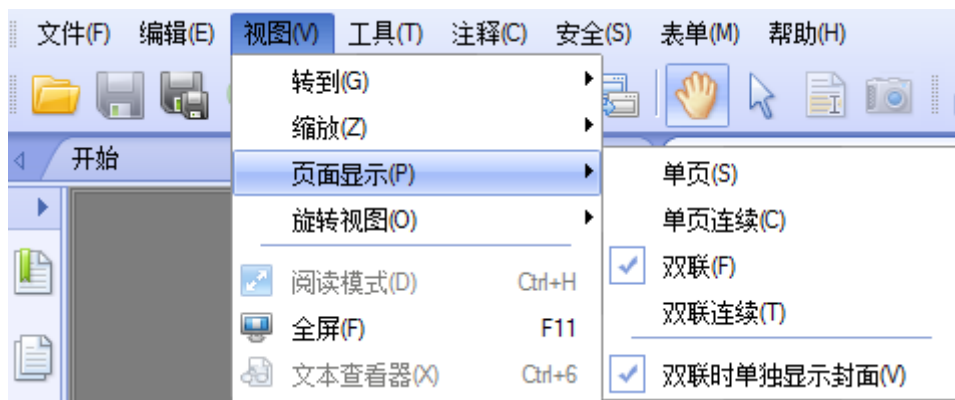 文件(F) 编辑(E) 视图(V) 工具(T) 注释(C) 安全(S) 表单(M) 帮助(H)
开始
转到(G)
缩放(Z)
页面显示(P)
旋转视图(O)
阅读模式(D) Ctrl+H
全屏(F) F11
文本查看器(X) Ctrl+6
单页(S)
单页连续(C)
双联(F)
双联连续(T)
双联时单独显示封面(V)